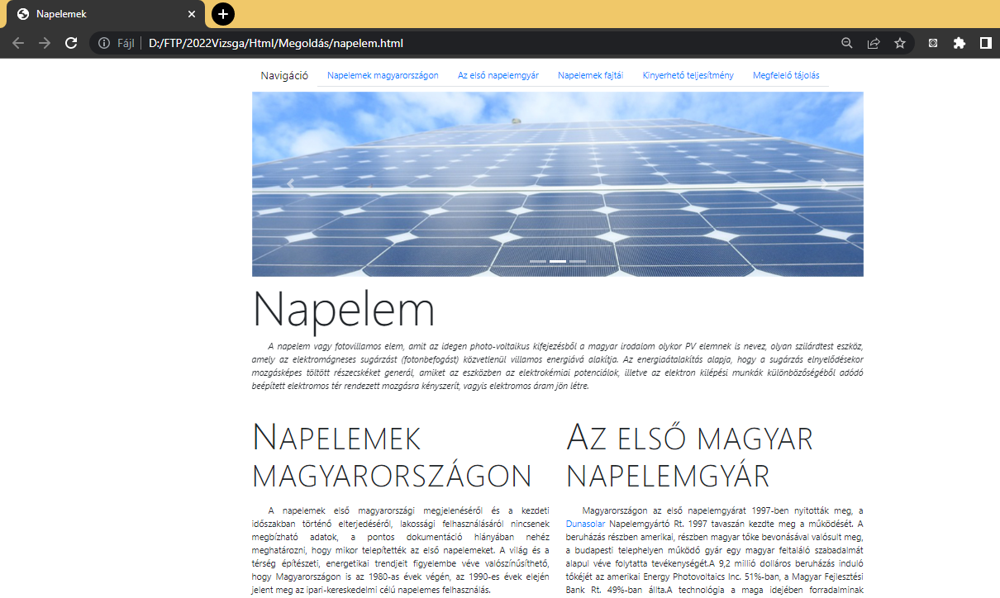 Napelemek
Fájl
D:/FTP/2022Vizsga/Html/Megoldás/napelem.html
Navigáció
Napelemek magyarországon
Az első napelemgyár
Napelemek fajtái
Kinyerhető teljesítmény
Megfelelő tájolás
Napelem
A napelem vagy fotovillamos elem, amit az idegen photo-voltaikus kifejezésből a magyar irodalom olykor PV elemnek is nevez, olyan szilárdtest eszköz,
amely az elektromágneses sugárzást (fotonbefogást) közvetlenül villamos energiává alakítja. Az energiaátalakítás alapja, hogy a sugárzás elnyelődésekor
mozgásképes töltött részecskéket generál, amiket az eszközben az elektrokémiai potenciálok, illetve az elektron kilépési munkák különbözőségéből adódó
beépített elektromos tér rendezett mozgásra kényszerít, vagyis elektromos áram jön létre.
Napelemek
magyarországon
A napelemek első magyarországi megjelenéséről és a kezdeti
időszakban történő elterjedéséről, lakossági felhasználásáról nincsenek
megbízható adatok, a pontos dokumentáció hiányában nehéz
meghatározni, hogy mikor telepítették az első napelemeket. A világ és a
térség építészeti, energetikai trendjeit figyelembe véve valószínűsíthető,
hogy Magyarországon is az 1980-as évek végén, az 1990-es évek elején
jelent meg az ipari-kereskedelmi célú napelemes felhasználás.
Az első magyar
napelemgyár
Magyarországon az első napelemgyárat 1997-ben nyitották meg, a
Dunasolar Napelemgyártó Rt. 1997 tavaszán kezdte meg a működését. A
beruházás részben amerikai, részben magyar tőke bevonásával valósult meg,
a budapesti telephelyen működő gyár egy magyar feltaláló szabadalmát
alapul véve folytatta tevékenységét.A 9,2 millió dolláros beruházás induló
tőkéjét az amerikai Energy Photovoltaics Inc. 51%-ban, a Magyar Fejlesztési
Bank Rt. 49%-ban állta.A technológia a maga idejében forradalminak